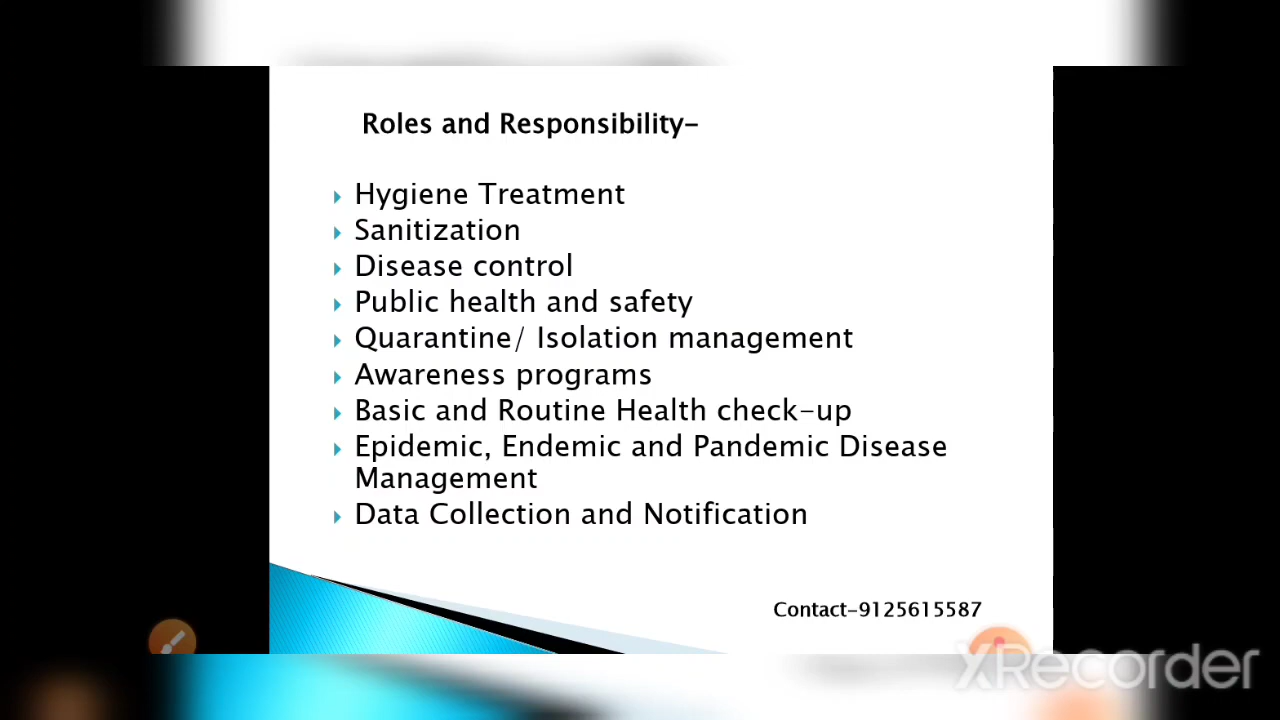 Roles and Responsibility-
Hygiene Treatment
Sanitization
Disease control
Public health and safety
Quarantine/ Isolation management
Awareness programs
Basic and Routine Health check-up
Epidemic, Endemic and Pandemic Disease
Management
Data Collection and Notification
Contact-9125615587
XRecorder